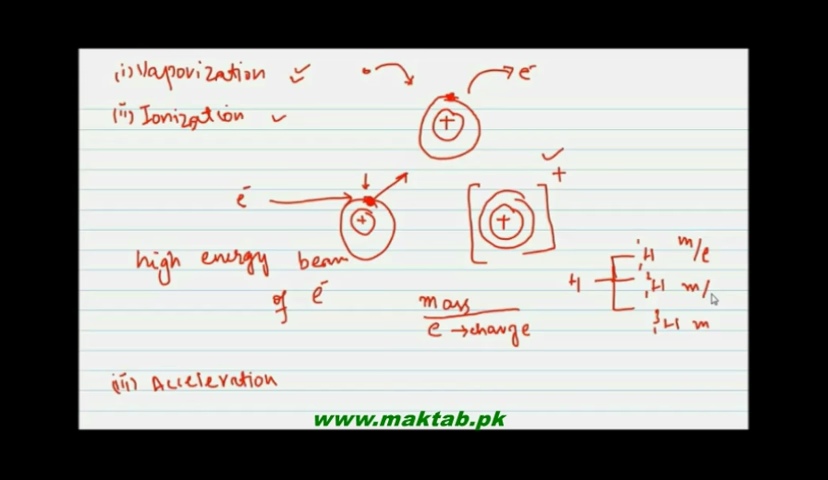 (i) Vaporization
e⁻
(ii) Ionization
+
+
e⁻
+
+
high energy beam
of e⁻
mass
e → charge
H
¹₁H m/e
²₁H m/
³₁H m
(iii) Acceleration
www.maktab.pk